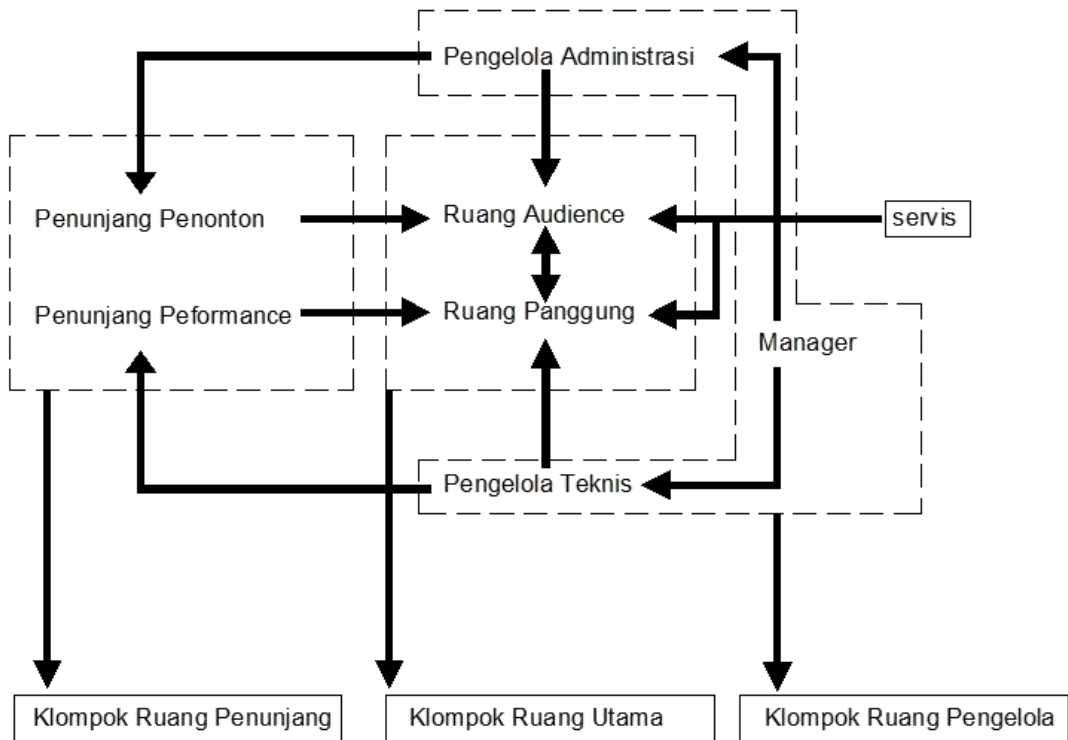 Pengelola Administrasi
Penunjang Penonton
Ruang Audience
servis
Penunjang Peformance
Ruang Panggung
Manager
Pengelola Teknis
Klompok Ruang Penunjang
Klompok Ruang Utama
Klompok Ruang Pengelola